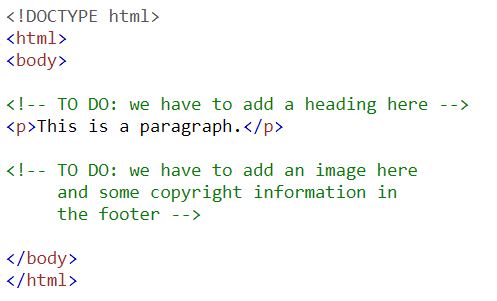 <!DOCTYPE html>
<html>
<body>
<!-- TO DO: we have to add a heading here -->
<p>This is a paragraph.</p>
<!-- TO DO: we have to add an image here
and some copyright information in
the footer -->
</body>
</html>